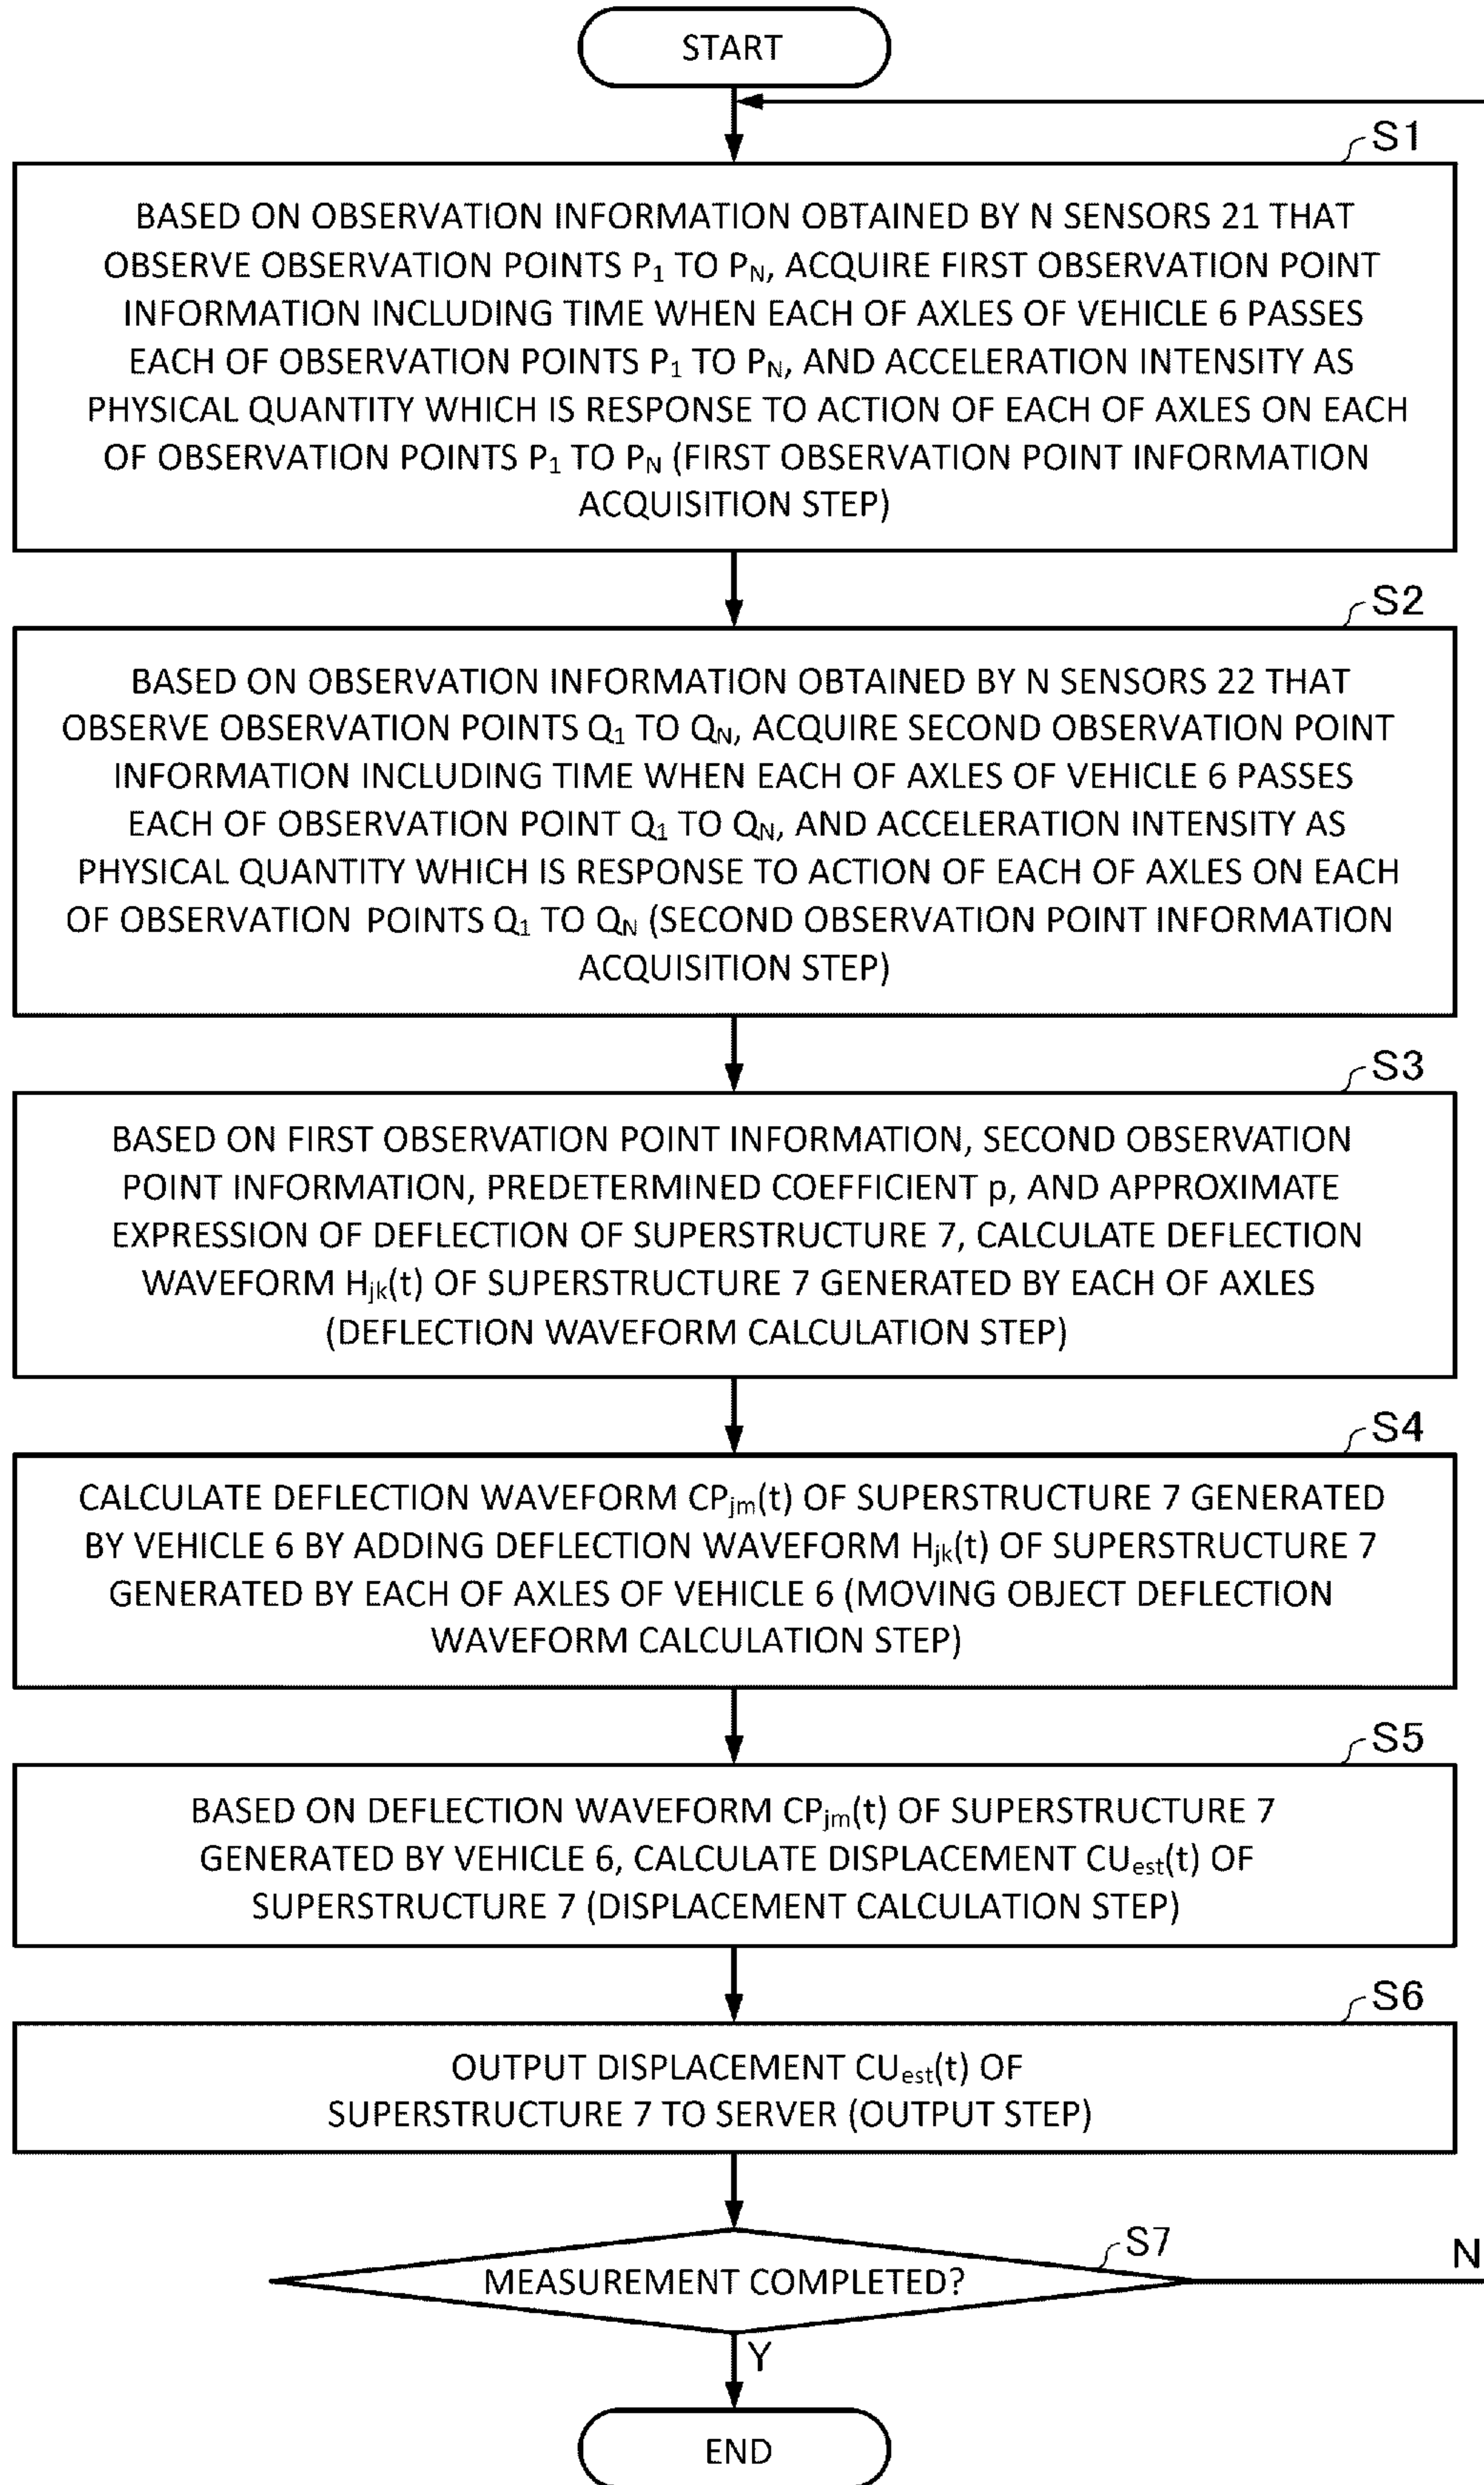 START
S1
BASED ON OBSERVATION INFORMATION OBTAINED BY N SENSORS 21 THAT
OBSERVE OBSERVATION POINTS P₁ TO P_N, ACQUIRE FIRST OBSERVATION POINT
INFORMATION INCLUDING TIME WHEN EACH OF AXLES OF VEHICLE 6 PASSES
EACH OF OBSERVATION POINTS P₁ TO P_N, AND ACCELERATION INTENSITY AS
PHYSICAL QUANTITY WHICH IS RESPONSE TO ACTION OF EACH OF AXLES ON EACH
OF OBSERVATION POINTS P₁ TO P_N (FIRST OBSERVATION POINT INFORMATION
ACQUISITION STEP)
S2
BASED ON OBSERVATION INFORMATION OBTAINED BY N SENSORS 22 THAT
OBSERVE OBSERVATION POINTS Q₁ TO Q_N, ACQUIRE SECOND OBSERVATION POINT
INFORMATION INCLUDING TIME WHEN EACH OF AXLES OF VEHICLE 6 PASSES
EACH OF OBSERVATION POINT Q₁ TO Q_N, AND ACCELERATION INTENSITY AS
PHYSICAL QUANTITY WHICH IS RESPONSE TO ACTION OF EACH OF AXLES ON EACH
OF OBSERVATION POINTS Q₁ TO Q_N (SECOND OBSERVATION POINT INFORMATION
ACQUISITION STEP)
S3
BASED ON FIRST OBSERVATION POINT INFORMATION, SECOND OBSERVATION
POINT INFORMATION, PREDETERMINED COEFFICIENT p, AND APPROXIMATE
EXPRESSION OF DEFLECTION OF SUPERSTRUCTURE 7, CALCULATE DEFLECTION
WAVEFORM H_jk(t) OF SUPERSTRUCTURE 7 GENERATED BY EACH OF AXLES
(DEFLECTION WAVEFORM CALCULATION STEP)
S4
CALCULATE DEFLECTION WAVEFORM CP_jm(t) OF SUPERSTRUCTURE 7 GENERATED
BY VEHICLE 6 BY ADDING DEFLECTION WAVEFORM H_jk(t) OF SUPERSTRUCTURE 7
GENERATED BY EACH OF AXLES OF VEHICLE 6 (MOVING OBJECT DEFLECTION
WAVEFORM CALCULATION STEP)
S5
BASED ON DEFLECTION WAVEFORM CP_jm(t) OF SUPERSTRUCTURE 7
GENERATED BY VEHICLE 6, CALCULATE DISPLACEMENT CU_est(t) OF
SUPERSTRUCTURE 7 (DISPLACEMENT CALCULATION STEP)
S6
OUTPUT DISPLACEMENT CU_est(t) OF
SUPERSTRUCTURE 7 TO SERVER (OUTPUT STEP)
S7
MEASUREMENT COMPLETED?
N
Y
END